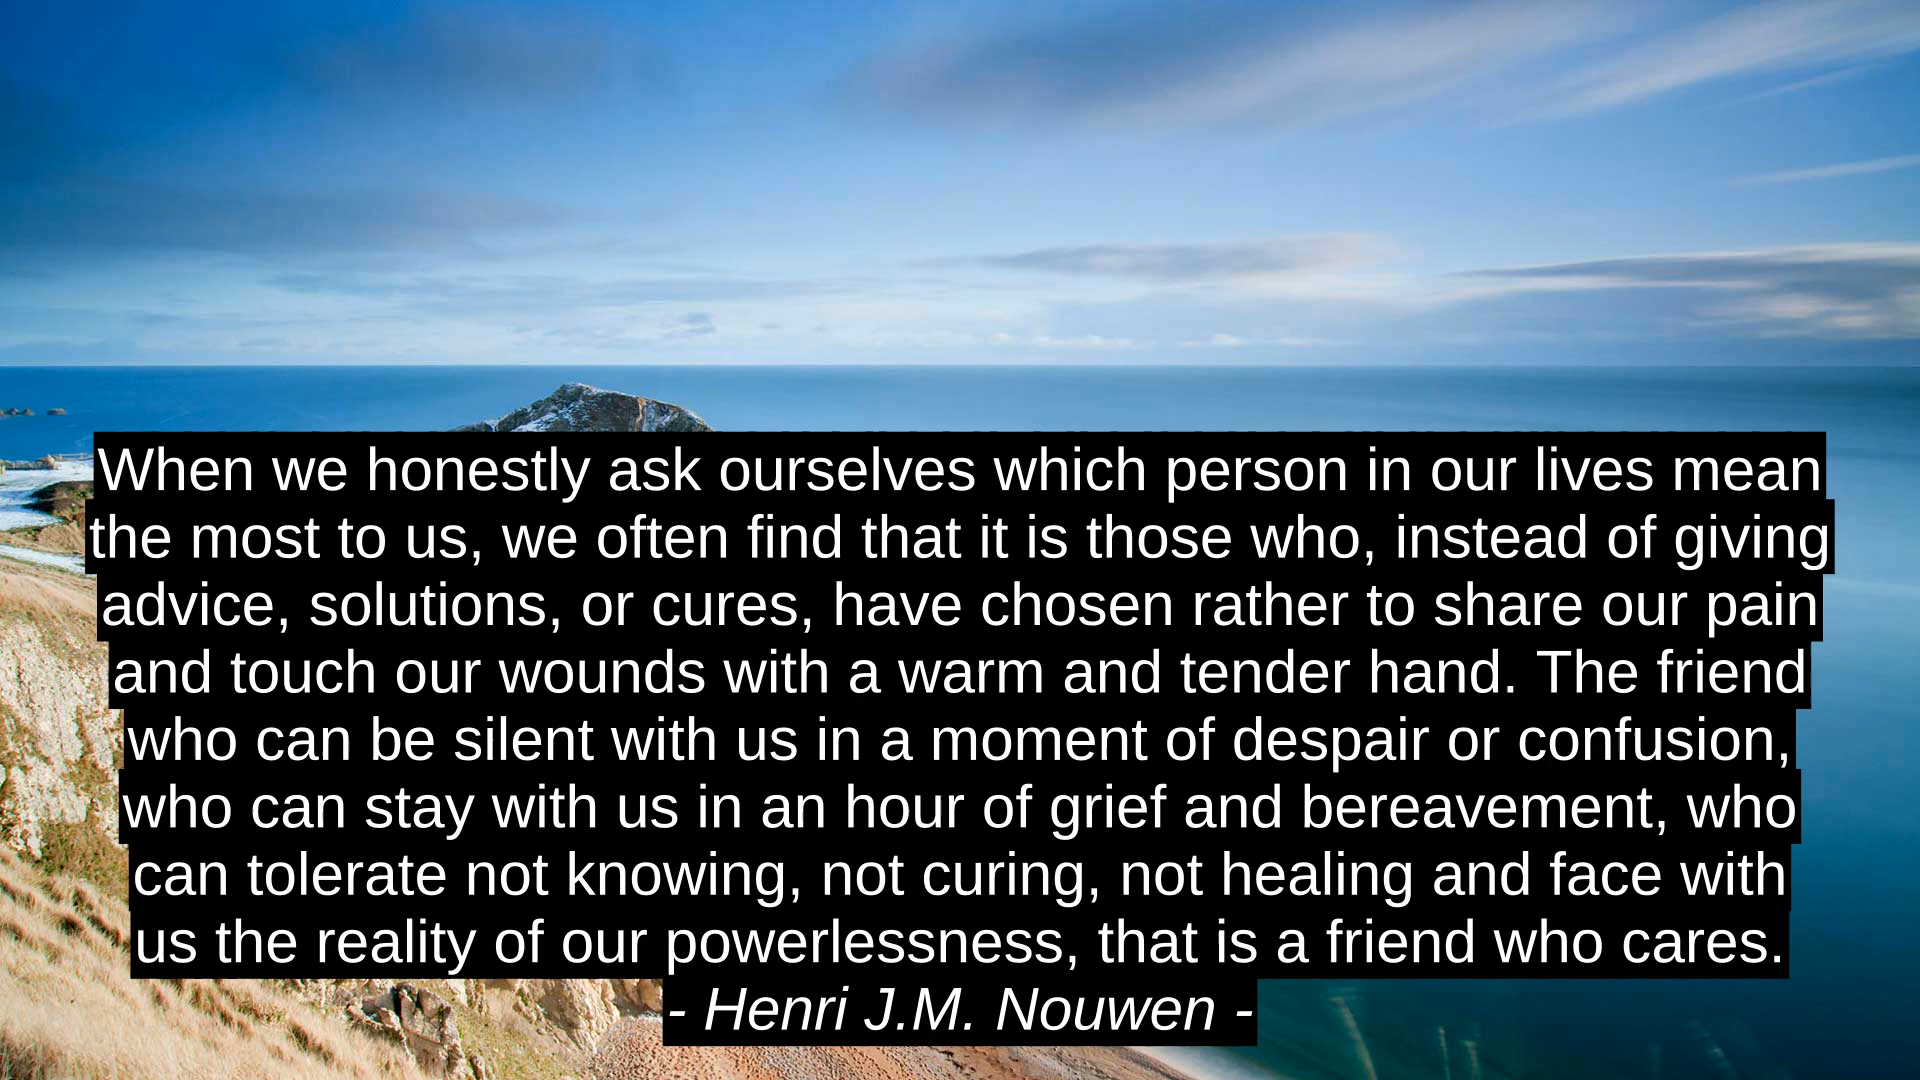 When we honestly ask ourselves which person in our lives mean
the most to us, we often find that it is those who, instead of giving
advice, solutions, or cures, have chosen rather to share our pain
and touch our wounds with a warm and tender hand. The friend
who can be silent with us in a moment of despair or confusion,
who can stay with us in an hour of grief and bereavement, who
can tolerate not knowing, not curing, not healing and face with
us the reality of our powerlessness, that is a friend who cares.
- Henri J.M. Nouwen -